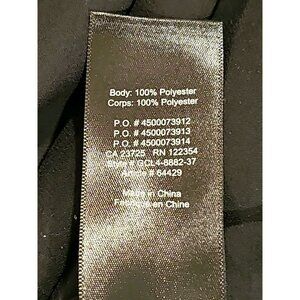 Body: 100% Polyester
Corps: 100% Polyester
P.O. # 4500073912
P.O. # 4500073913
P.O. # 4500073914
CA 23725 RN 122354
Style # GCL4-8882-37
Article # 64429
Made in China
Fabriqué en Chine